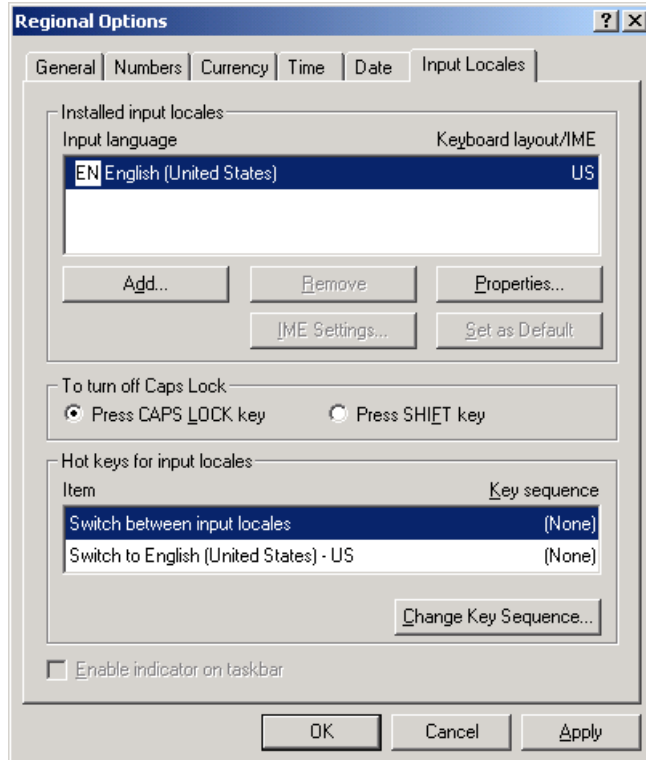 Regional Options
General Numbers Currency Time Date Input Locales
Installed input locales
Input language Keyboard layout/IME
EN English (United States) US
Add... Remove Properties...
IME Settings... Set as Default
To turn off Caps Lock
Press CAPS LOCK key Press SHIFT key
Hot keys for input locales
Item Key sequence
Switch between input locales (None)
Switch to English (United States) - US (None)
Change Key Sequence...
Enable indicator on taskbar
OK Cancel Apply